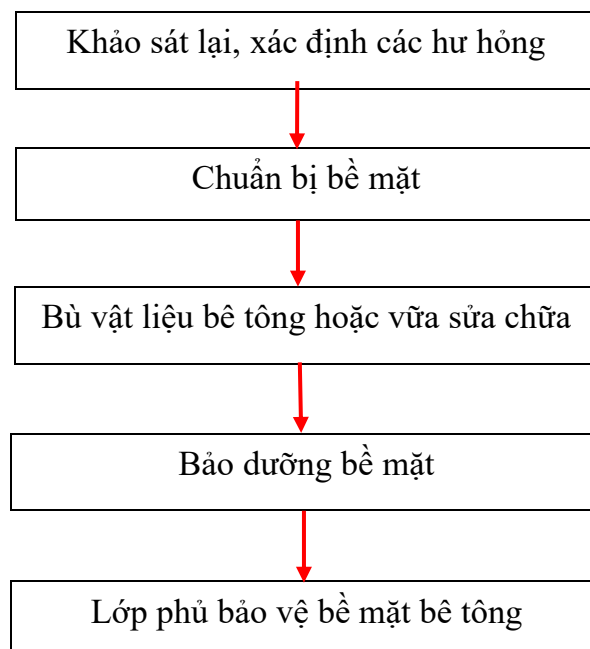 Khảo sát lại, xác định các hư hỏng
Chuẩn bị bề mặt
Bù vật liệu bê tông hoặc vữa sửa chữa
Bảo dưỡng bề mặt
Lớp phủ bảo vệ bề mặt bê tông